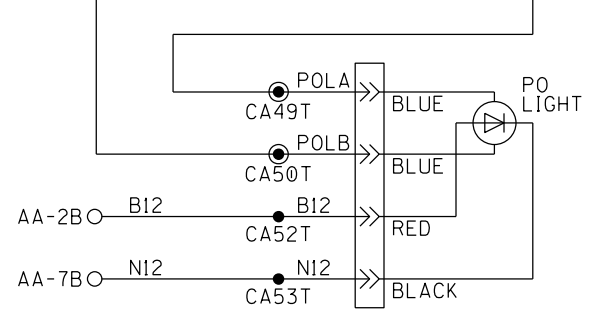 POLA
PO
LIGHT
CA49T
BLUE
POLB
CA50T
BLUE
AA-2B
B12
B12
CA52T
RED
AA-7B
N12
N12
CA53T
BLACK